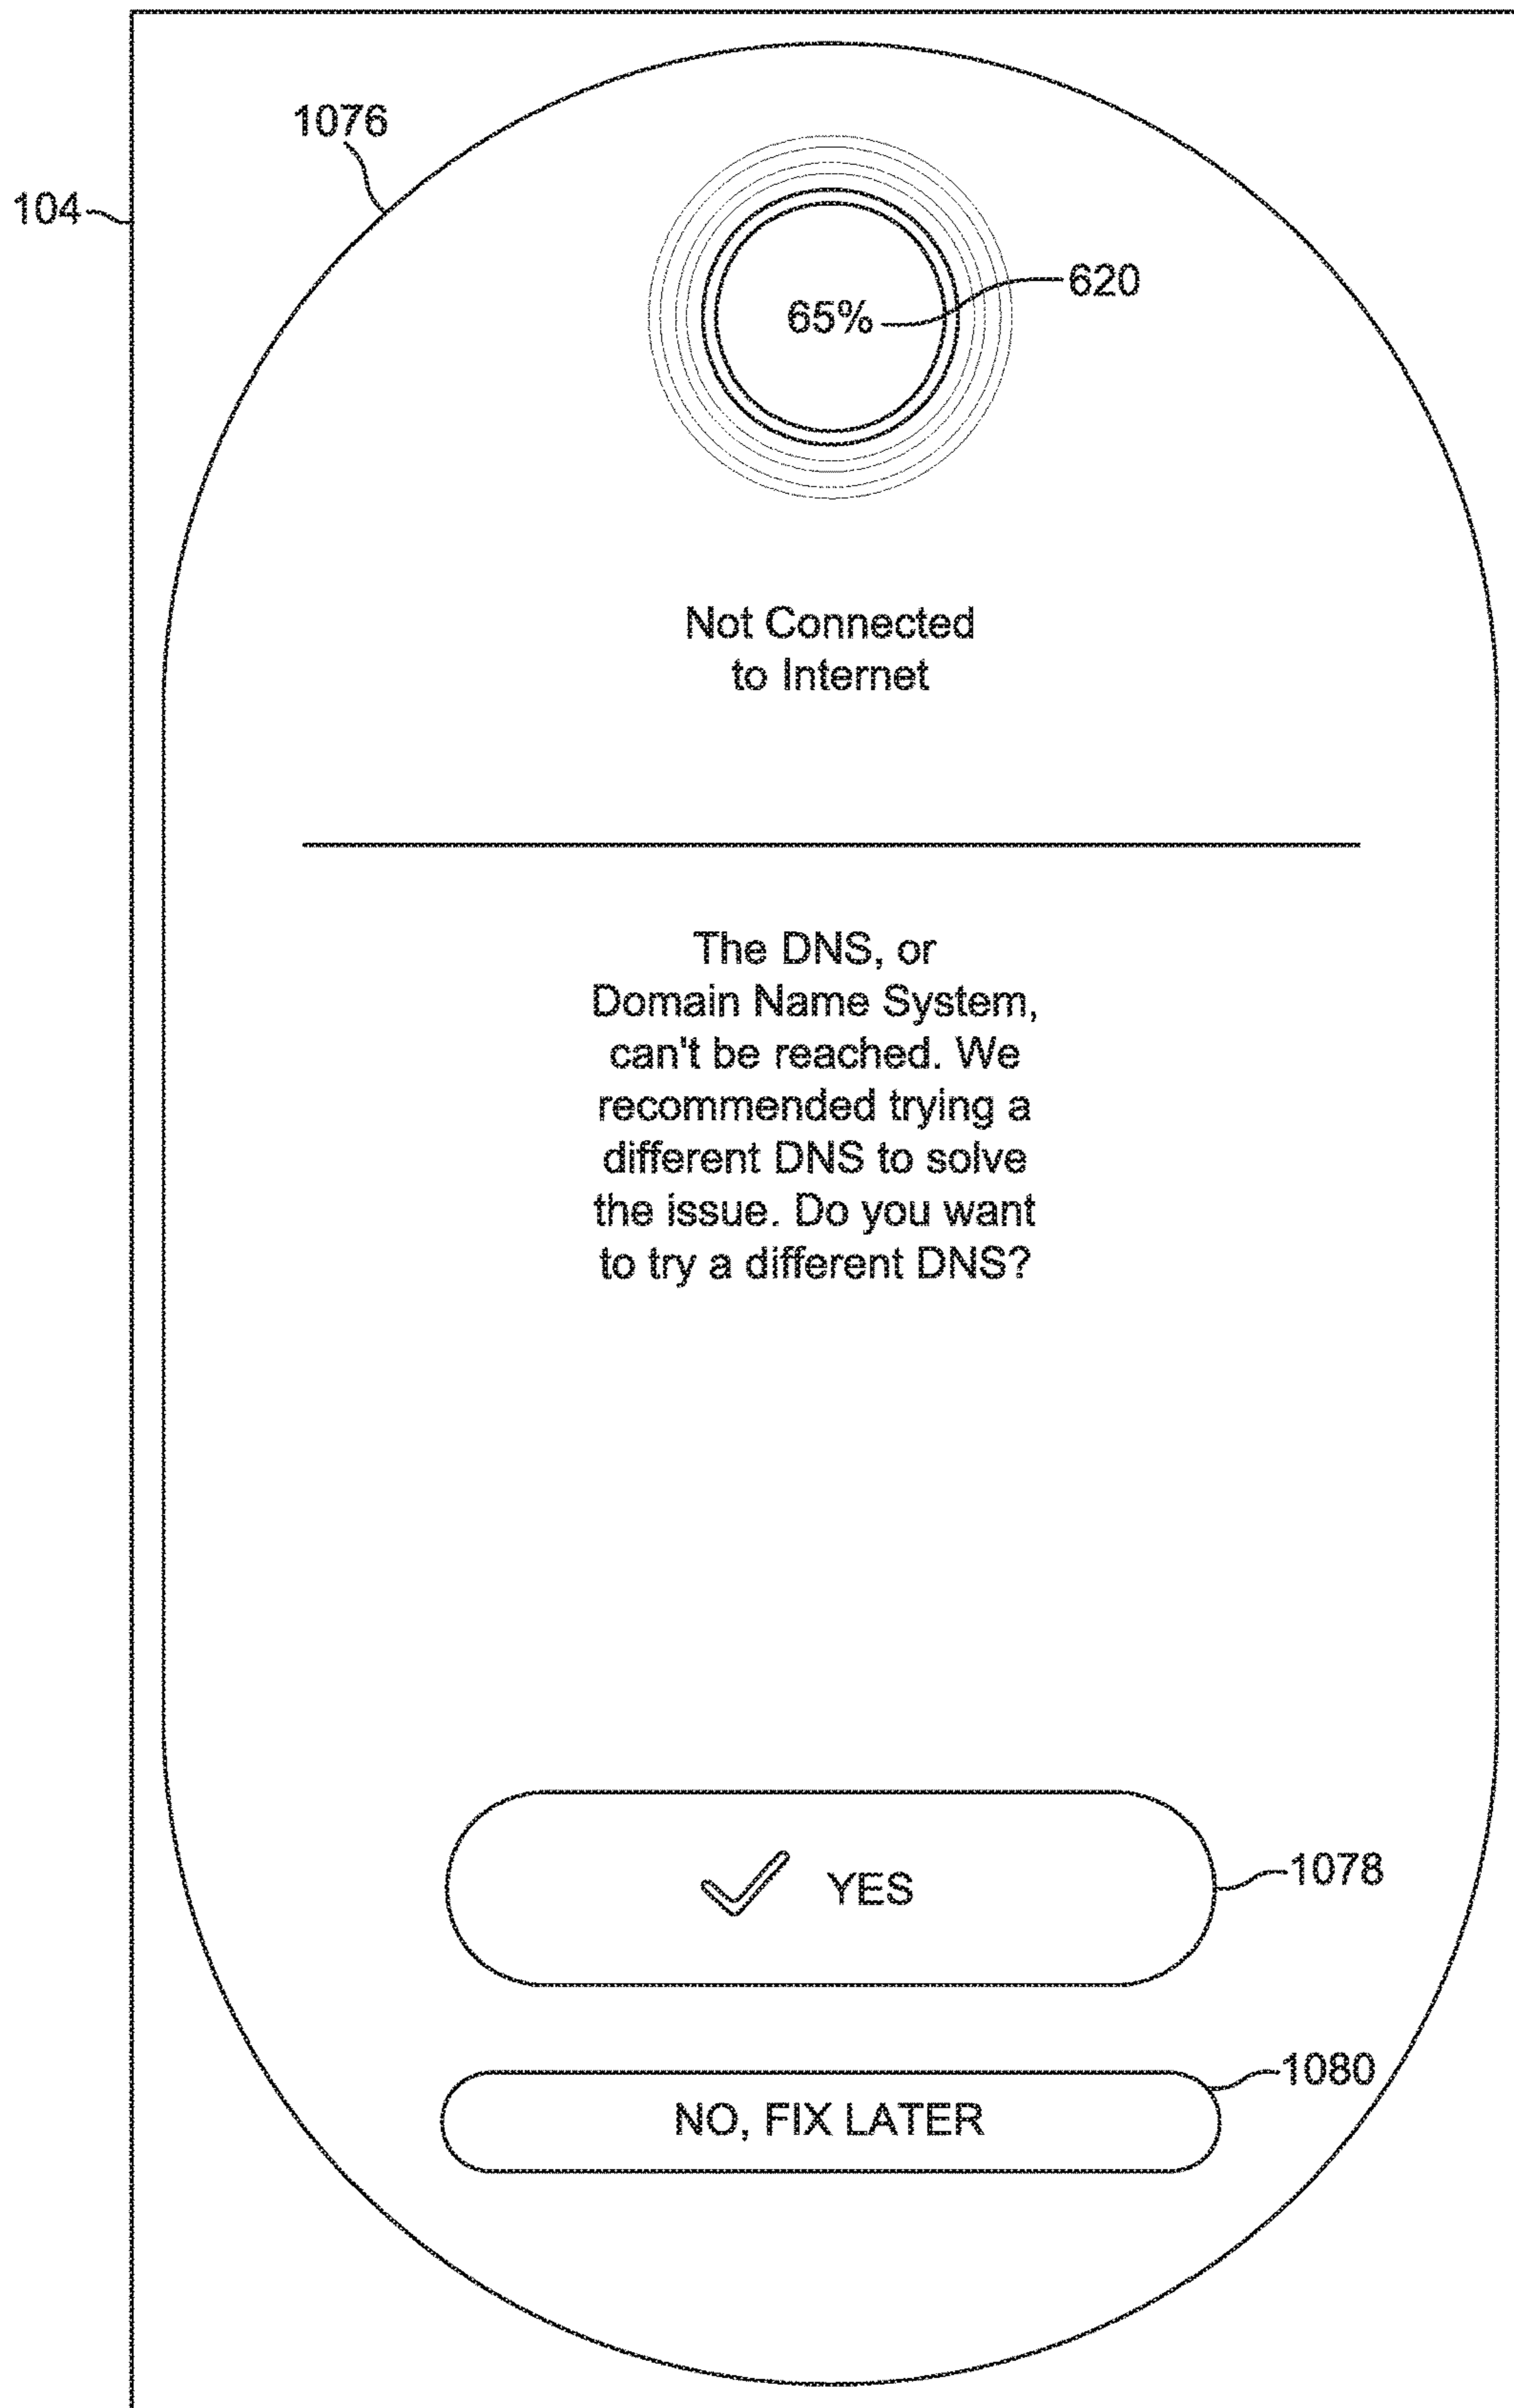 1076
104
620
65%
Not Connected
to Internet
The DNS, or
Domain Name System,
can't be reached. We
recommended trying a
different DNS to solve
the issue. Do you want
to try a different DNS?
YES
1078
1080
NO, FIX LATER